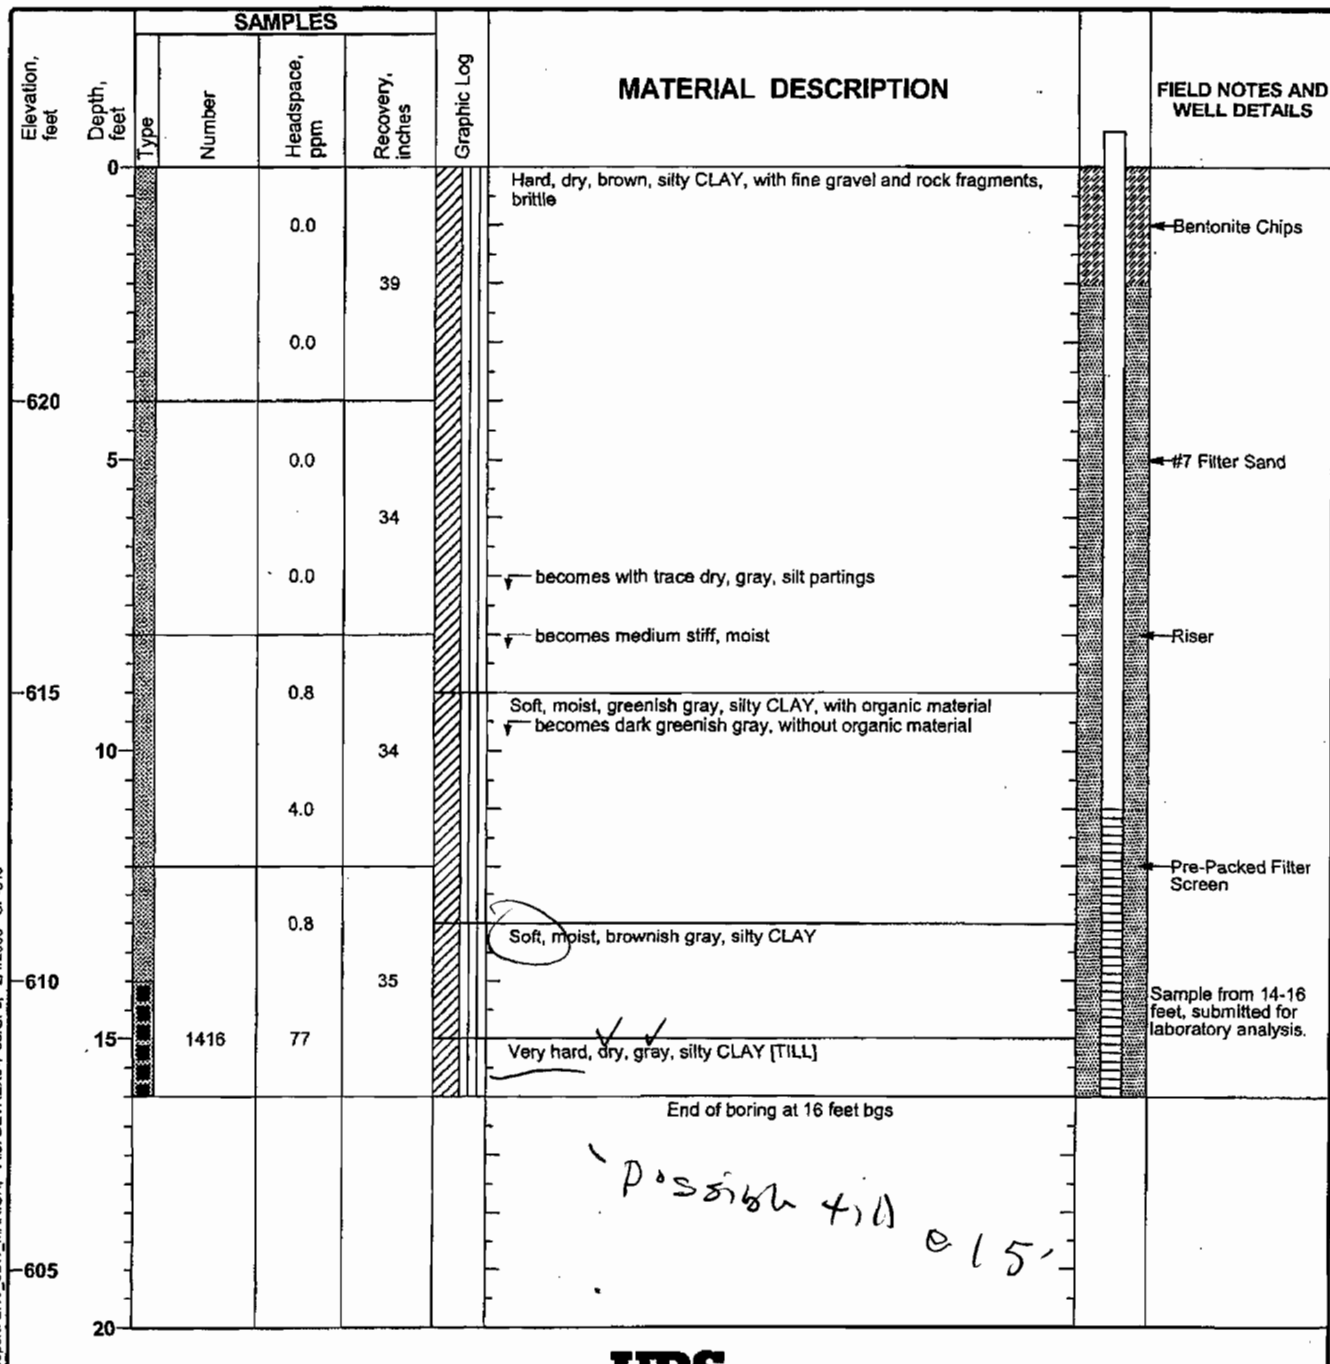 SAMPLES
Elevation, feet
Depth, feet
Type
Number
Headspace, ppm
Recovery, inches
Graphic Log
MATERIAL DESCRIPTION
FIELD NOTES AND
WELL DETAILS
0
Hard, dry, brown, silty CLAY, with fine gravel and rock fragments,
brittle
0.0
Bentonite Chips
39
0.0
620
5
0.0
#7 Filter Sand
34
0.0
becomes with trace dry, gray, silt partings
becomes medium stiff, moist
Riser
615
0.8
Soft, moist, greenish gray, silty CLAY, with organic material
becomes dark greenish gray, without organic material
10
34
4.0
Pre-Packed Filter
Screen
0.8
Soft, moist, brownish gray, silty CLAY
610
35
Sample from 14-16
feet, submitted for
laboratory analysis.
15
1416
77
Very hard, dry, gray, silty CLAY [TILL]
End of boring at 16 feet bgs
possible till
@ 15'
605
20
URS